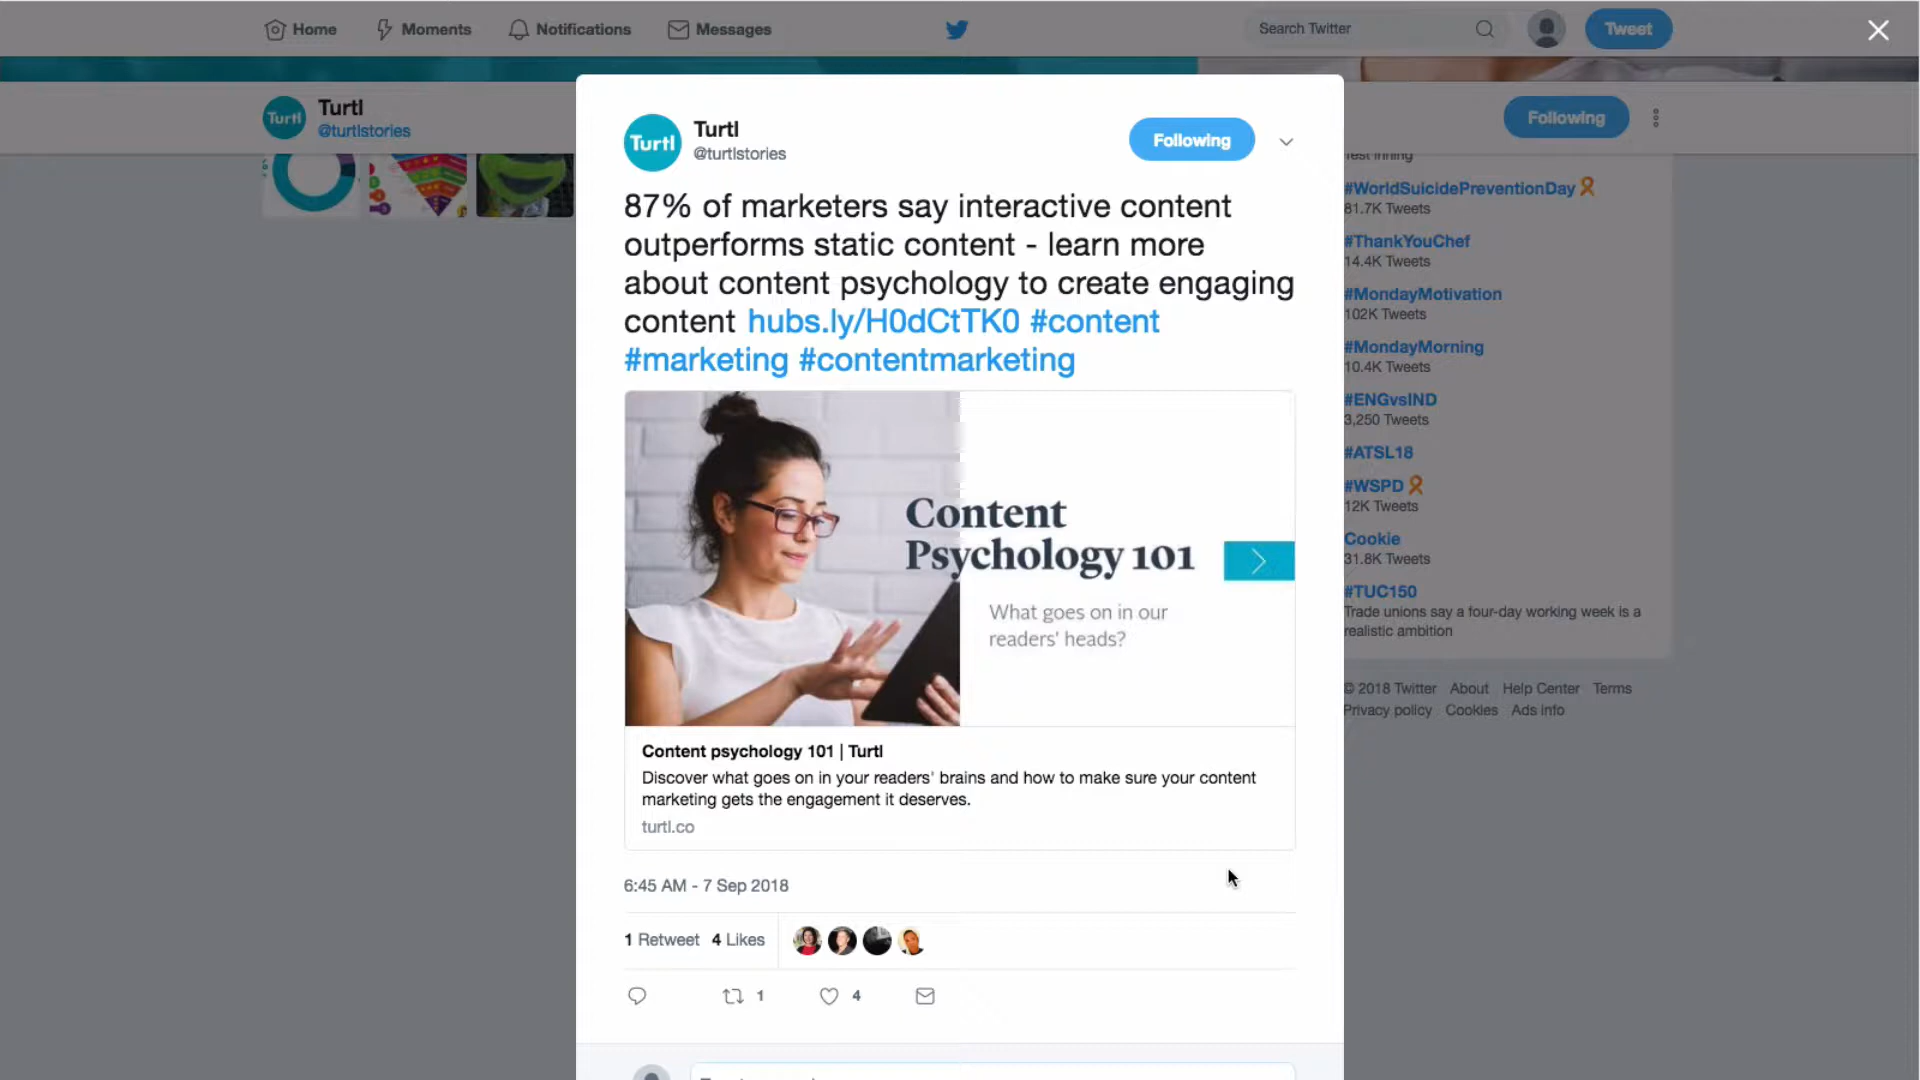 Home
Moments
Notifications
Messages
Search Twitter
Tweet
Turtl
Turtl
@turtlstories
Following
Turtl
Turtl
@turtlstories
Following
87% of marketers say interactive content
outperforms static content - learn more
about content psychology to create engaging
content hubs.ly/H0dCtTK0 #content
#marketing #contentmarketing
Content
Psychology 101
What goes on in our
readers' heads?
Content psychology 101 | Turtl
Discover what goes on in your readers' brains and how to make sure your content
marketing gets the engagement it deserves.
turtl.co
6:45 AM - 7 Sep 2018
1 Retweet 4 Likes
1
4
#WorldSuicidePreventionDay
81.7K Tweets
#ThankYouChef
14.4K Tweets
#MondayMotivation
102K Tweets
#MondayMorning
10.4K Tweets
#ENGvsIND
3,250 Tweets
#ATSL18
#WSPD
12K Tweets
Cookie
31.8K Tweets
#TUC150
Trade unions say a four-day working week is a
realistic ambition
© 2018 Twitter About Help Center Terms
Privacy policy Cookies Ads info